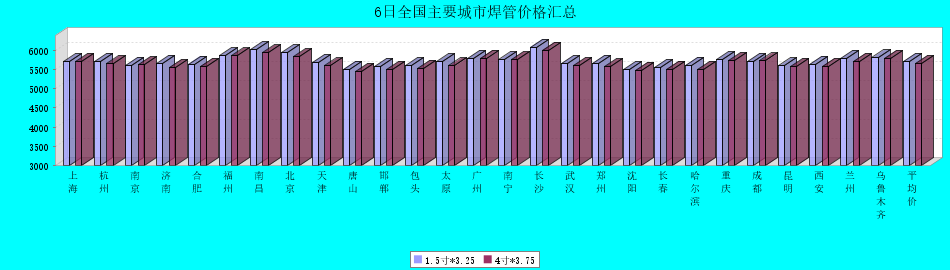 6日全国主要城市焊管价格汇总
6000
5500
5000
4500
4000
3500
3000
上海
杭州
南京
济南
合肥
福州
南昌
北京
天津
唐山
邯郸
包头
太原
广州
南宁
长沙
武汉
郑州
沈阳
长春
哈尔滨
重庆
成都
昆明
西安
兰州
乌鲁木齐
平均价
1.5寸*3.25 4寸*3.75